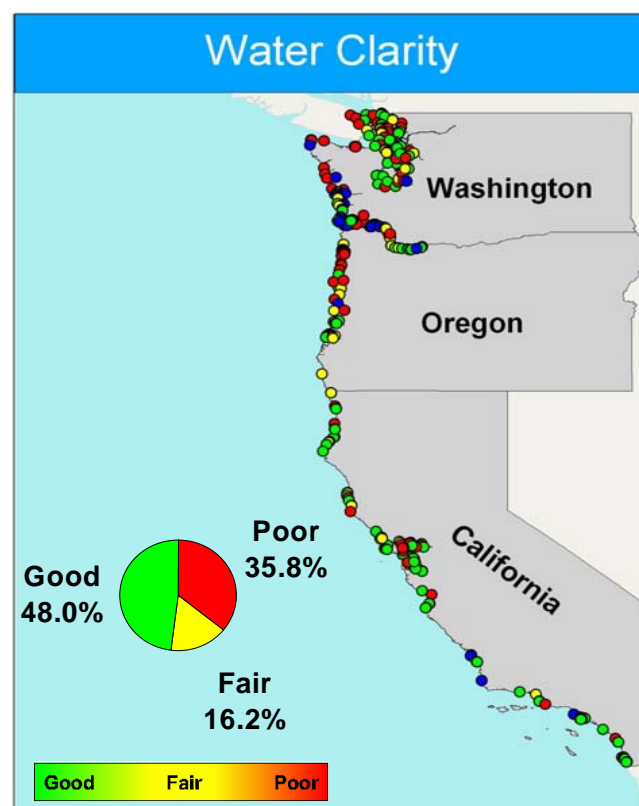 Water Clarity
Washington
Oregon
California
Poor
35.8%
Good
48.0%
Fair
16.2%
Good Fair Poor